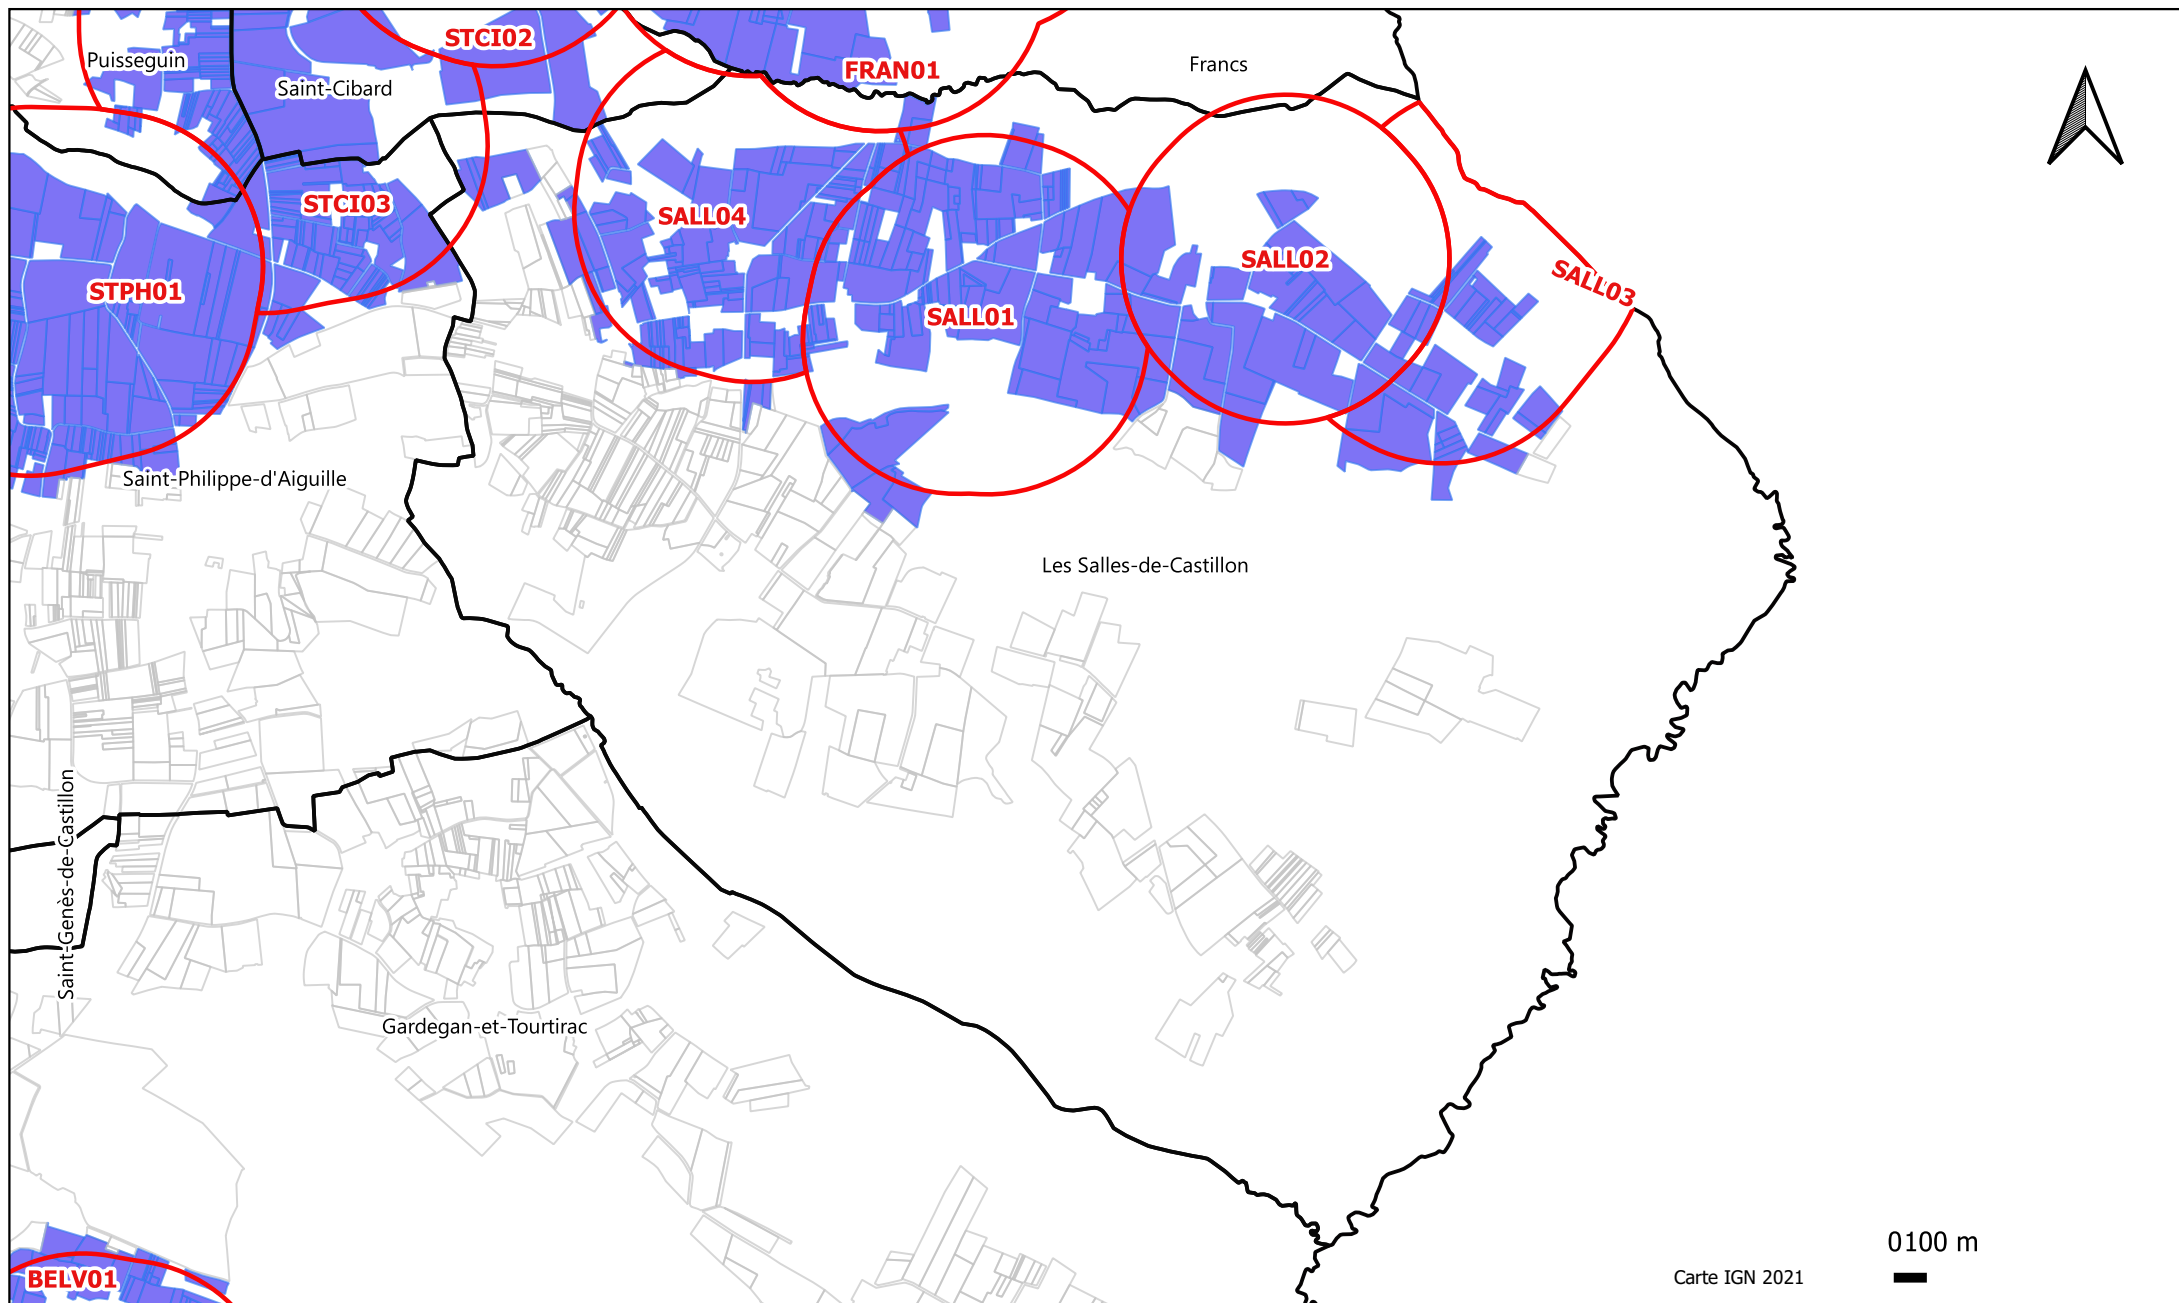 STCI02
Puisseguin
Saint-Cibard
FRAN01
Francs
STCI03
SALL04
STPH01
SALL02
SALL03
SALL01
Saint-Philippe-d'Aiguille
Les Salles-de-Castillon
Saint-Genès-de-Castillon
Gardegan-et-Tourtirac
BELV01
0100 m
Carte IGN 2021